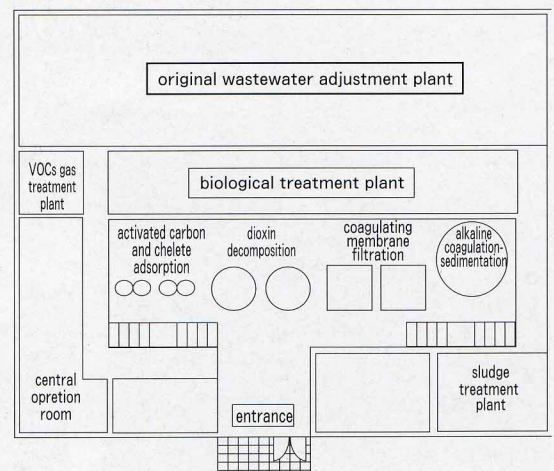 original wastewater adjustment plant
VOCs gas
treatment
plant
biological treatment plant
activated carbon
and chelete
adsorption
dioxin
decomposition
coagulating
membrane
filtration
alkaline
coagulation-
sedimentation
central
opretion
room
entrance
sludge
treatment
plant